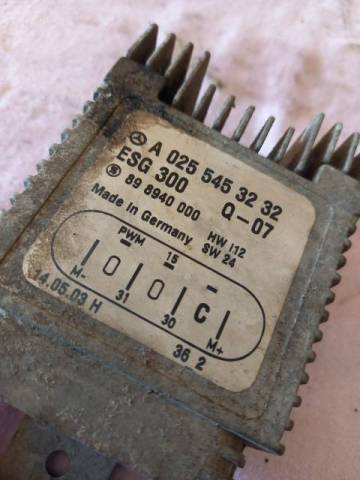 A 025 545 32 32
ESG 300 Q-07
89 8940 000 HW I12
Made in Germany SW 24
PWM 15
C
M- 31 30 M+
14.05.03 H 36 2